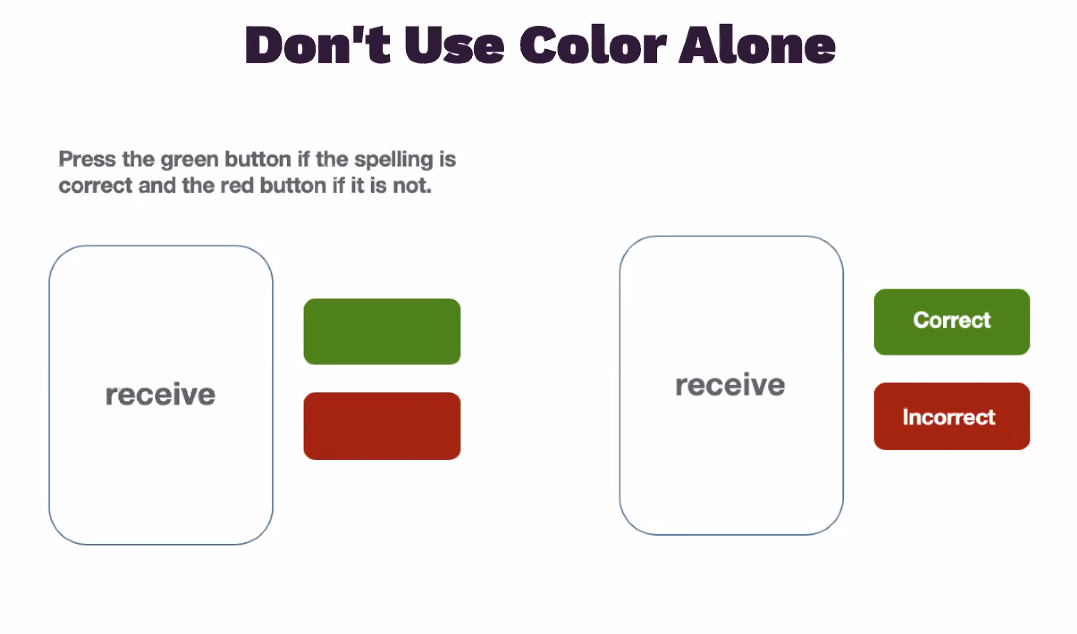 Don't Use Color Alone
Press the green button if the spelling is
correct and the red button if it is not.
receive
receive
Correct
Incorrect